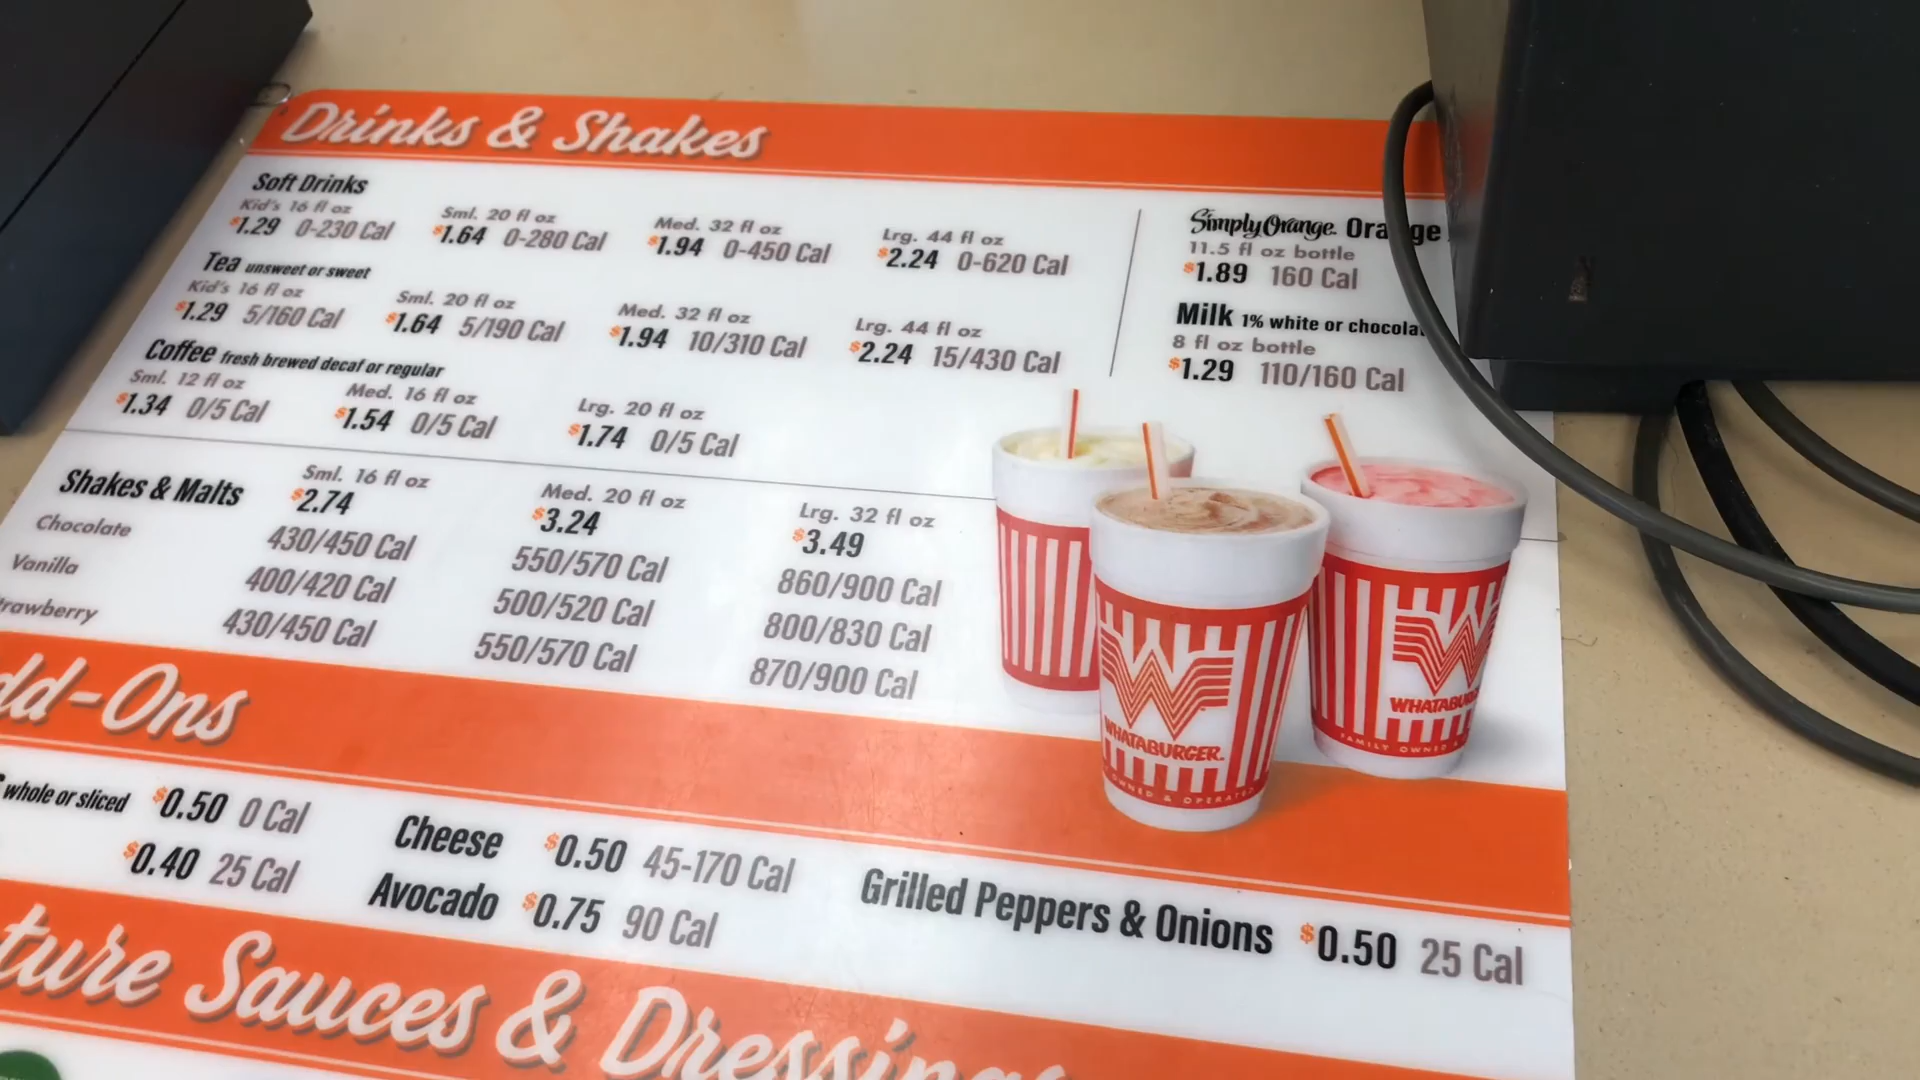 Drinks & Shakes
Soft Drinks
Kid's 16 fl oz Sml. 20 fl oz Med. 32 fl oz Lrg. 44 fl oz
$1.29 0-230 Cal $1.64 0-280 Cal $1.94 0-450 Cal $2.24 0-620 Cal
Tea unsweet or sweet
Kid's 16 fl oz Sml. 20 fl oz Med. 32 fl oz Lrg. 44 fl oz
$1.29 5/160 Cal $1.64 5/190 Cal $1.94 10/310 Cal $2.24 15/430 Cal
Coffee fresh brewed decaf or regular
Sml. 12 fl oz Med. 16 fl oz Lrg. 20 fl oz
$1.34 0/5 Cal $1.54 0/5 Cal $1.74 0/5 Cal
Simply Orange
11.5 fl oz bottle
$1.89 160 Cal
Milk 1% white or
8 fl oz bottle
$1.29 110/160 Cal
Shakes & Malts Sml. 16 fl oz Med. 20 fl oz Lrg. 32 fl oz
$2.74 $3.24 $3.49
Chocolate 430/450 Cal 550/570 Cal 860/900 Cal
Vanilla 400/420 Cal 500/520 Cal 800/830 Cal
trawberry 430/450 Cal 550/570 Cal 870/900 Cal
W
WHATABURGER
OWNED & OPERATED
W
WHATABU
FAMILY OWNED
dd-Ons
whole or sliced $0.50 0 Cal
$0.40 25 Cal
Cheese $0.50 45-170 Cal
Avocado $0.75 90 Cal
Grilled Peppers & Onions $0.50 25 Cal
ture Sauces & Dressings